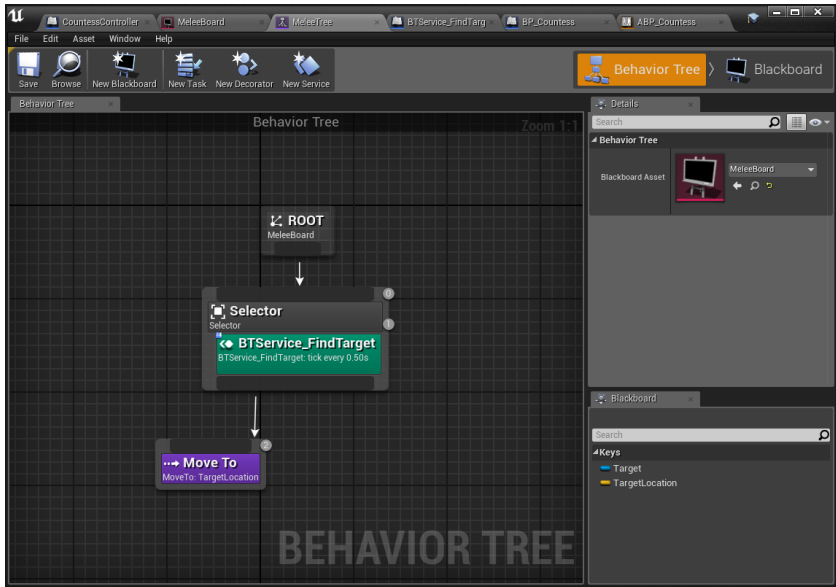 CountessController
MeleeBoard
MeleeTree
BTService_FindTarg
BP_Countess
ABP_Countess
File Edit Asset Window Help
Save Browse New Blackboard New Task New Decorator New Service
Behavior Tree
Blackboard
Behavior Tree
Details
Behavior Tree
Zoom 1:1
Search
Behavior Tree
Blackboard Asset
MeleeBoard
ROOT
MeleeBoard
0
Selector
Selector
1
BTService_FindTarget
BTService_FindTarget: tick every 0.50s
2
Move To
MoveTo: TargetLocation
BEHAVIOR TREE
Blackboard
Search
Keys
Target
TargetLocation